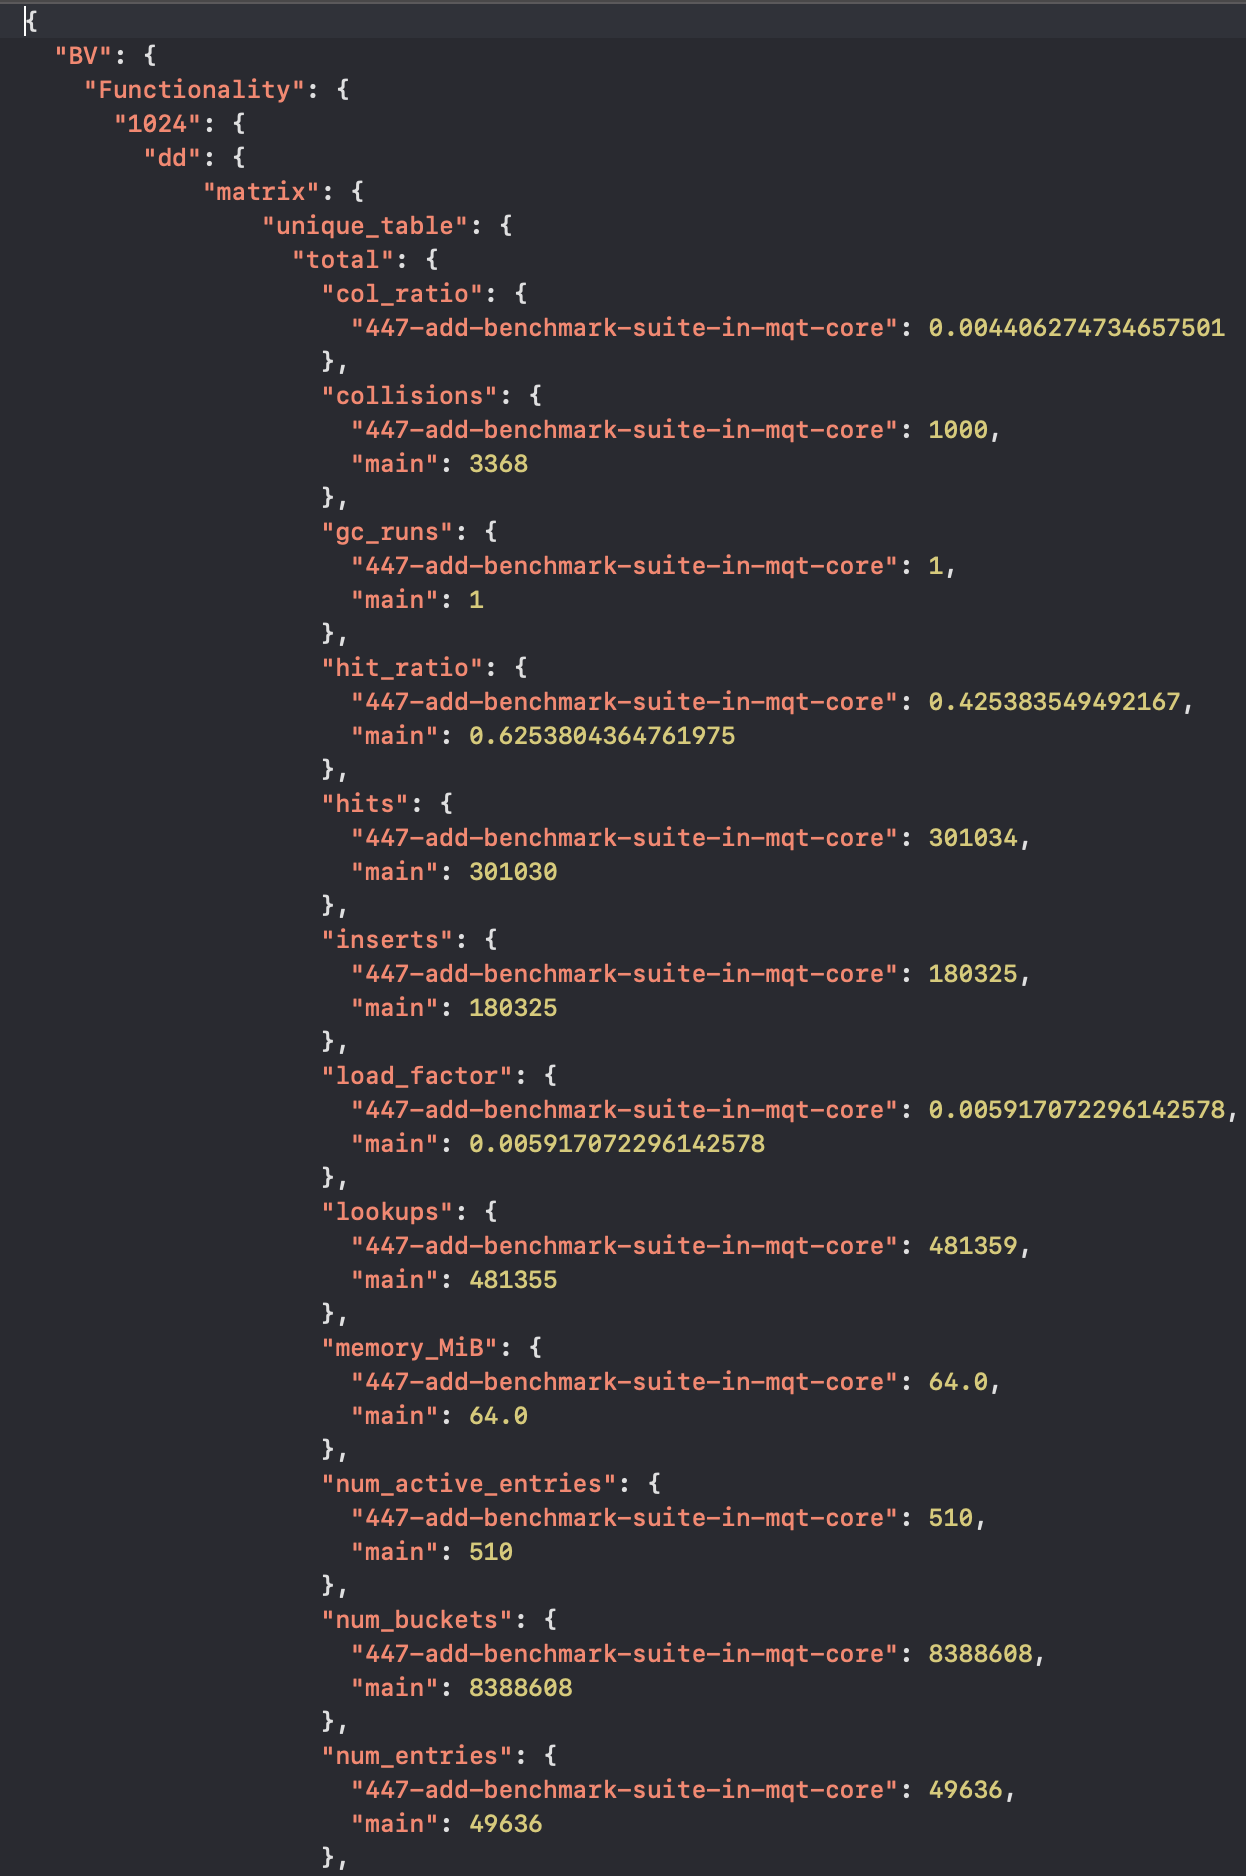 {
"BV": {
"Functionality": {
"1024": {
"dd": {
"matrix": {
"unique_table": {
"total": {
"col_ratio": {
"447-add-benchmark-suite-in-mqt-core": 0.004406274734657501
},
"collisions": {
"447-add-benchmark-suite-in-mqt-core": 1000,
"main": 3368
},
"gc_runs": {
"447-add-benchmark-suite-in-mqt-core": 1,
"main": 1
},
"hit_ratio": {
"447-add-benchmark-suite-in-mqt-core": 0.425383549492167,
"main": 0.6253804364761975
},
"hits": {
"447-add-benchmark-suite-in-mqt-core": 301034,
"main": 301030
},
"inserts": {
"447-add-benchmark-suite-in-mqt-core": 180325,
"main": 180325
},
"load_factor": {
"447-add-benchmark-suite-in-mqt-core": 0.005917072296142578,
"main": 0.005917072296142578
},
"lookups": {
"447-add-benchmark-suite-in-mqt-core": 481359,
"main": 481355
},
"memory_MiB": {
"447-add-benchmark-suite-in-mqt-core": 64.0,
"main": 64.0
},
"num_active_entries": {
"447-add-benchmark-suite-in-mqt-core": 510,
"main": 510
},
"num_buckets": {
"447-add-benchmark-suite-in-mqt-core": 8388608,
"main": 8388608
},
"num_entries": {
"447-add-benchmark-suite-in-mqt-core": 49636,
"main": 49636
},